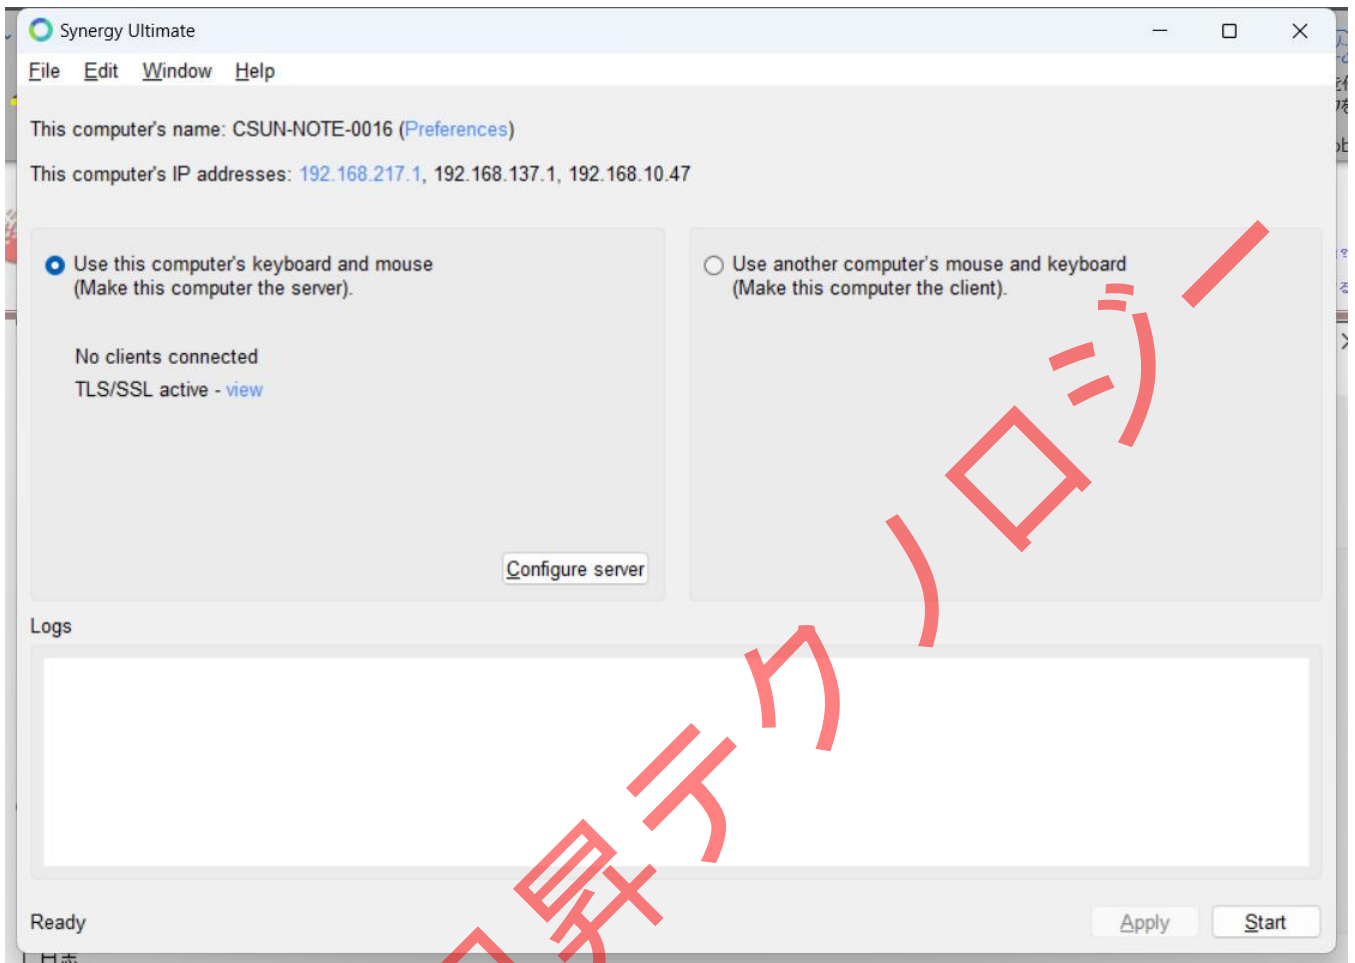 Synergy Ultimate
File Edit Window Help
This computer's name: CSUN-NOTE-0016 (Preferences)
This computer's IP addresses: 192.168.217.1, 192.168.137.1, 192.168.10.47
Use this computer's keyboard and mouse
(Make this computer the server).
No clients connected
TLS/SSL active - view
Configure server
Use another computer's mouse and keyboard
(Make this computer the client).
Logs
Ready
Apply Start
昇テクノロジー